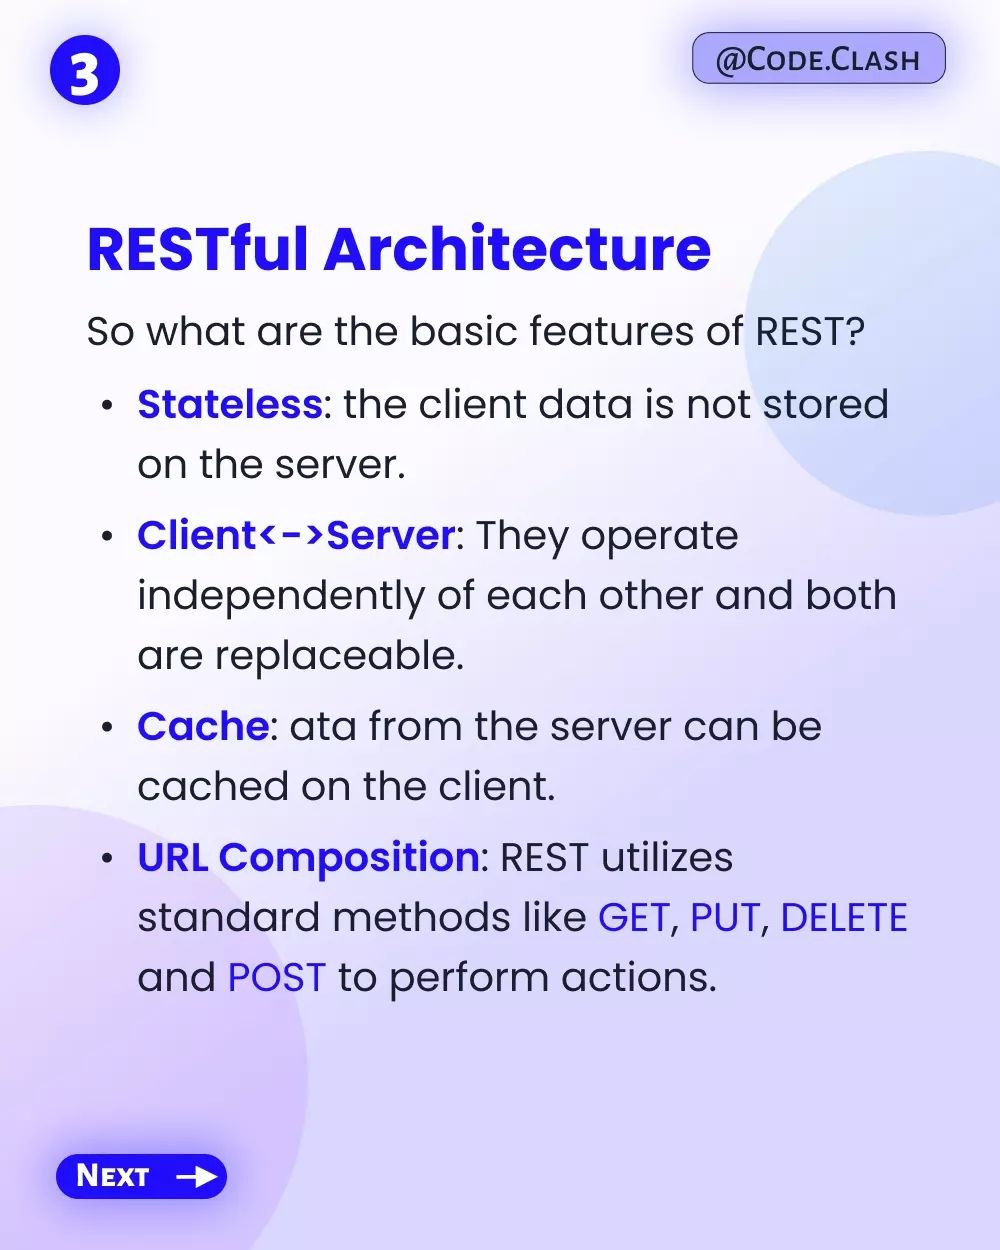 3
@Code.Clash
RESTful Architecture
So what are the basic features of REST?
• Stateless: the client data is not stored
on the server.
• Client<->Server: They operate
independently of each other and both
are replaceable.
• Cache: ata from the server can be
cached on the client.
• URL Composition: REST utilizes
standard methods like GET, PUT, DELETE
and POST to perform actions.
Next